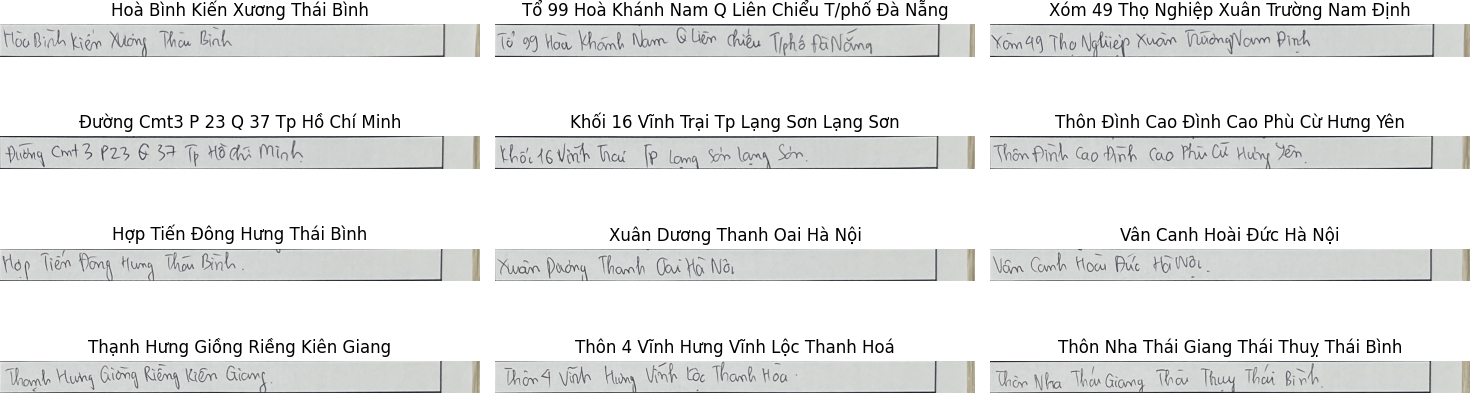 Hoà Bình Kiến Xương Thái Bình
Hòa Bình Kiến Xương Thái Bình
Tổ 99 Hoà Khánh Nam Q Liên Chiểu T/phố Đà Nẵng
Tổ 99 Hòa Khánh Nam Q Liên Chiểu T/phố Đà Nẵng
Xóm 49 Thọ Nghiệp Xuân Trường Nam Định
Xóm 49 Thọ Nghiệp Xuân Trường Nam Định
Đường Cmt3 P 23 Q 37 Tp Hồ Chí Minh
Đường Cmt3 P23 Q 37 Tp Hồ Chí Minh
Khối 16 Vĩnh Trại Tp Lạng Sơn Lạng Sơn
Khối 16 Vĩnh Trại Tp Lạng Sơn Lạng Sơn.
Thôn Đình Cao Đình Cao Phù Cừ Hưng Yên
Thôn Đình Cao Đình Cao Phù Cừ Hưng Yên.
Hợp Tiến Đông Hưng Thái Bình
Hợp Tiến Đông Hưng Thái Bình.
Xuân Dương Thanh Oai Hà Nội
Xuân Dương Thanh Oai Hà Nội
Vân Canh Hoài Đức Hà Nội
Vân Canh Hoài Đức Hà Nội.
Thạnh Hưng Giồng Riềng Kiên Giang
Thạnh Hưng Giồng Riềng Kiên Giang.
Thôn 4 Vĩnh Hưng Vĩnh Lộc Thanh Hoá
Thôn 4 Vĩnh Hưng Vĩnh Lộc Thanh Hóa.
Thôn Nha Thái Giang Thái Thuỵ Thái Bình
Thôn Nha Thái Giang Thái Thụy Thái Bình.